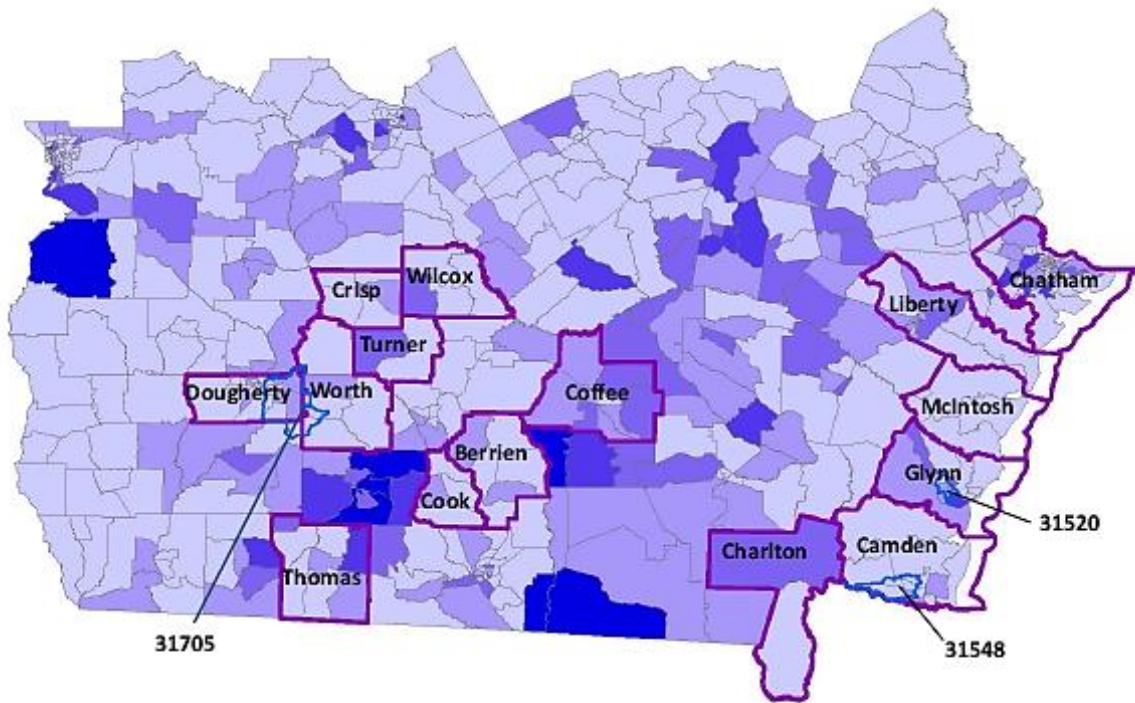 Wilcox
Crisp
Chatham
Liberty
Turner
Dougherty
Worth
Coffee
McIntosh
Berrien
Glynn
Cook
31520
Charlton
Camden
Thomas
31705
31548